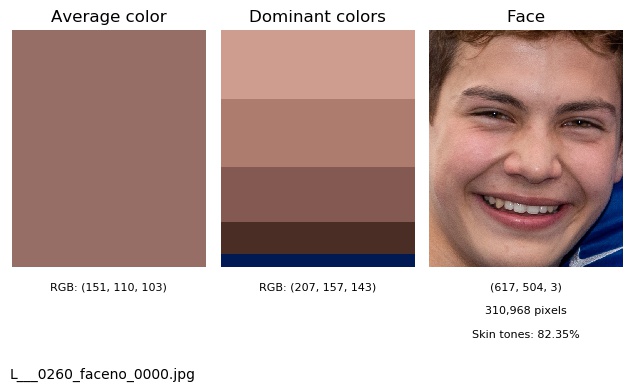 Average color
Dominant colors
Face
RGB: (151, 110, 103)
RGB: (207, 157, 143)
(617, 504, 3)
310,968 pixels
Skin tones: 82.35%
L___0260_faceno_0000.jpg